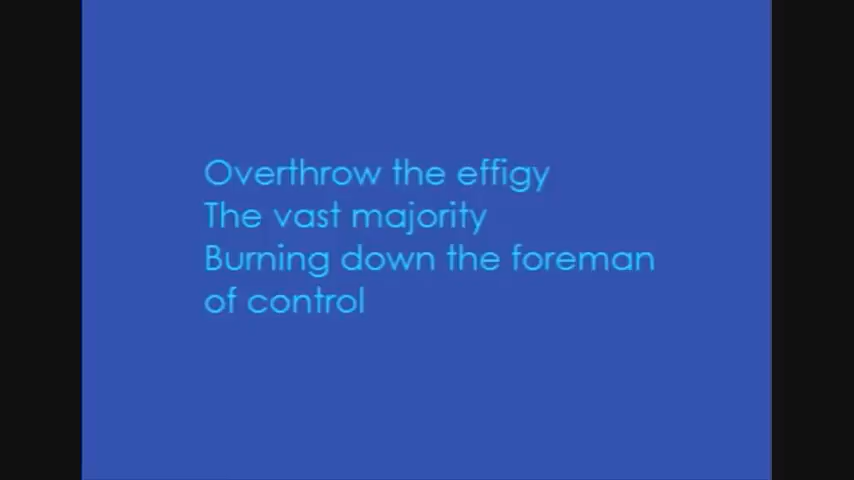 Overthrow the effigy
The vast majority
Burning down the foreman
of control